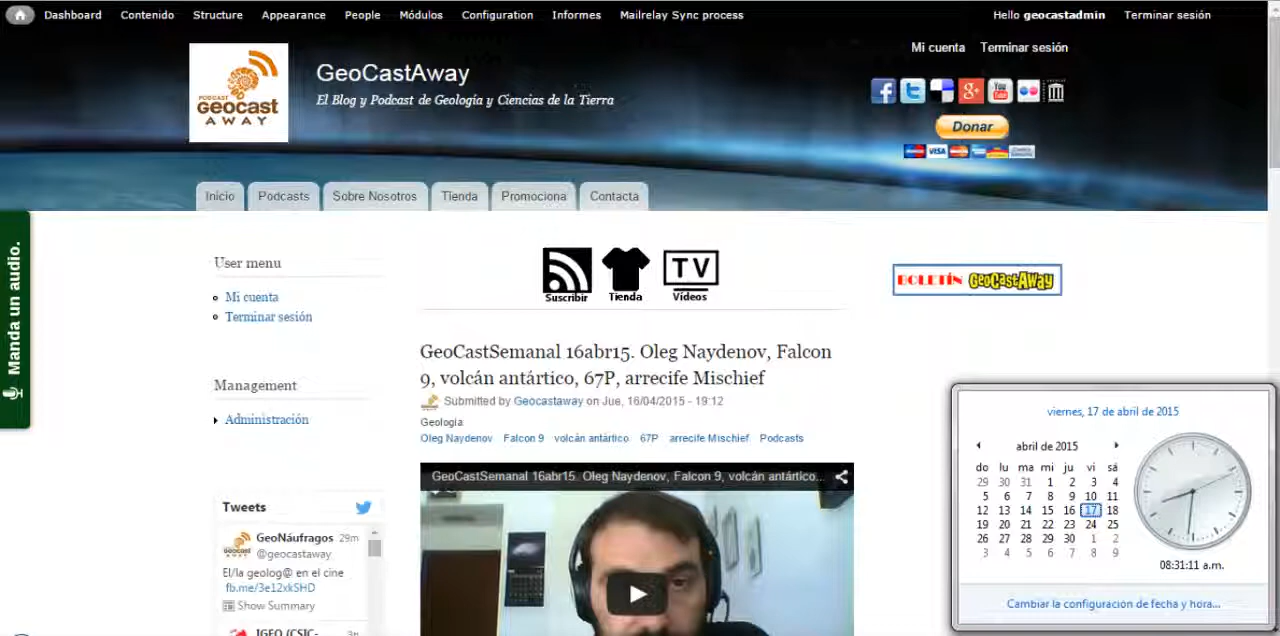 Dashboard Contenido Structure Appearance People Módulos Configuration Informes Mailrelay Sync process Hello geocastadmin Terminar sesión
Mi cuenta Terminar sesión
PODCAST
GEOCAST
AWAY
GeoCastAway
El Blog y Podcast de Geología y Ciencias de la Tierra
Donar
VISA
Inicio Podcasts Sobre Nosotros Tienda Promociona Contacta
Manda un audio.
User menu
Mi cuenta
Terminar sesión
Management
Administración
Tweets
GeoNáufragos 29m
@geocastaway
El/la geolog@ en el cine
fb.me/3e12xkSHD
Show Summary
IGEO (CSIC-
Suscribir Tienda TV Vídeos
GeoCastSemanal 16abr15. Oleg Naydenov, Falcon
9, volcán antártico, 67P, arrecife Mischief
Submitted by Geocastaway on Jue, 16/04/2015 - 19:12
Geología
Oleg Naydenov Falcon 9 volcán antártico 67P arrecife Mischief Podcasts
GeoCastSemanal 16abr15. Oleg Naydenov, Falcon 9, volcán antártico...
BOLETÍN GEOCASTAWAY
viernes, 17 de abril de 2015
abril de 2015
do lu ma mi ju vi sá
29 30 31 1 2 3 4
5 6 7 8 9 10 11
12 13 14 15 16 17 18
19 20 21 22 23 24 25
26 27 28 29 30 1 2
3 4 5 6 7 8 9
08:31:11 a.m.
Cambiar la configuración de fecha y hora...